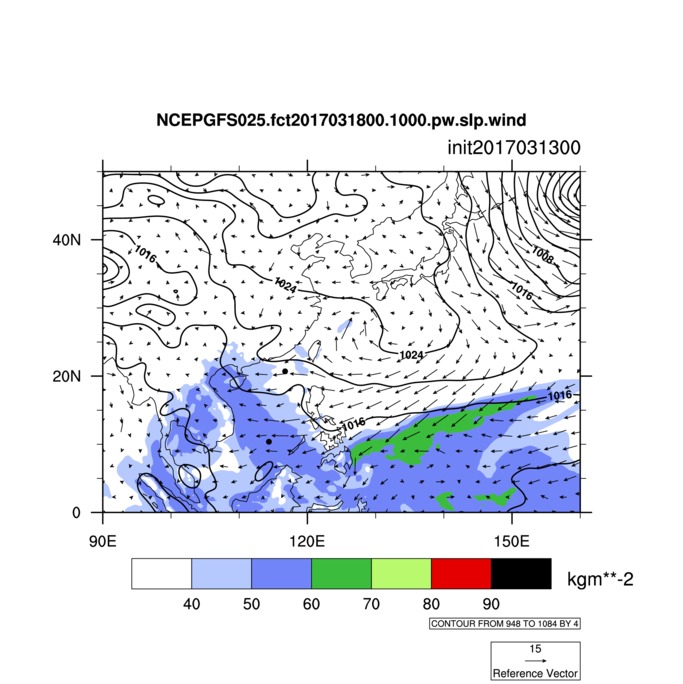 NCEPGFS025.fct2017031800.1000.pw.slp.wind
init2017031300
40N
20N
0
90E 120E 150E
1016
1024
1024
1008
1016
1016
1016
40 50 60 70 80 90
kgm**-2
CONTOUR FROM 948 TO 1084 BY 4
15
Reference Vector